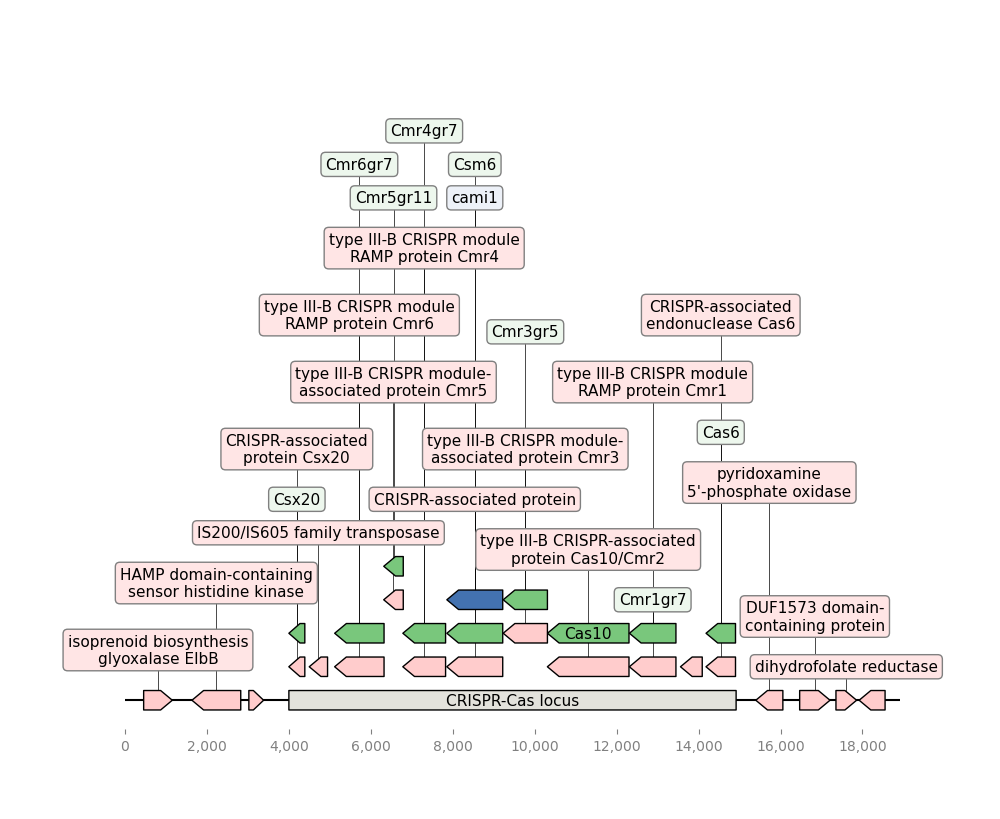 Cmr4gr7
Cmr6gr7
Csm6
Cmr5gr11
cami1
type III-B CRISPR module
RAMP protein Cmr4
type III-B CRISPR module
RAMP protein Cmr6
CRISPR-associated
endonuclease Cas6
Cmr3gr5
type III-B CRISPR module-
associated protein Cmr5
type III-B CRISPR module
RAMP protein Cmr1
Cas6
CRISPR-associated
protein Csx20
type III-B CRISPR module-
associated protein Cmr3
pyridoxamine
5'-phosphate oxidase
Csx20
CRISPR-associated protein
IS200/IS605 family transposase
type III-B CRISPR-associated
protein Cas10/Cmr2
HAMP domain-containing
sensor histidine kinase
Cmr1gr7
DUF1573 domain-
containing protein
Cas10
isoprenoid biosynthesis
glyoxalase ElbB
dihydrofolate reductase
CRISPR-Cas locus
0 2,000 4,000 6,000 8,000 10,000 12,000 14,000 16,000 18,000